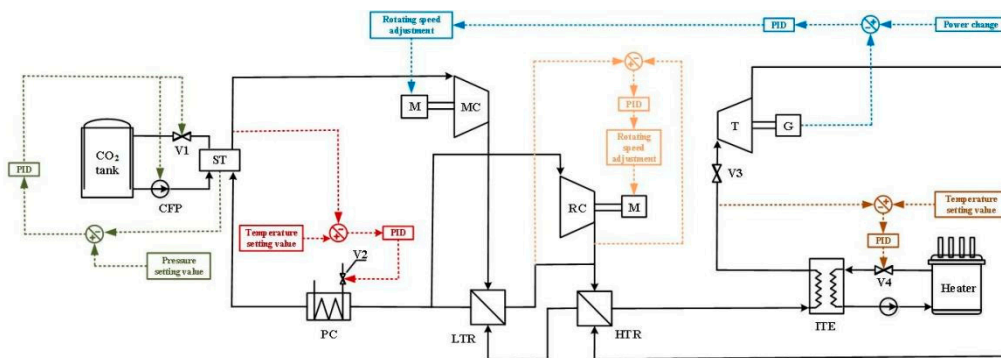 Rotating speed
adjustment
PID
Power change
M
MC
T
G
PID
CO₂
tank
V1
ST
CFP
PID
Rotating speed
adjustment
RC
M
V3
Temperature
setting value
PID
Temperature
setting value
PID
V2
Pressure
setting value
PC
LTR
HTR
ITE
V4
Heater